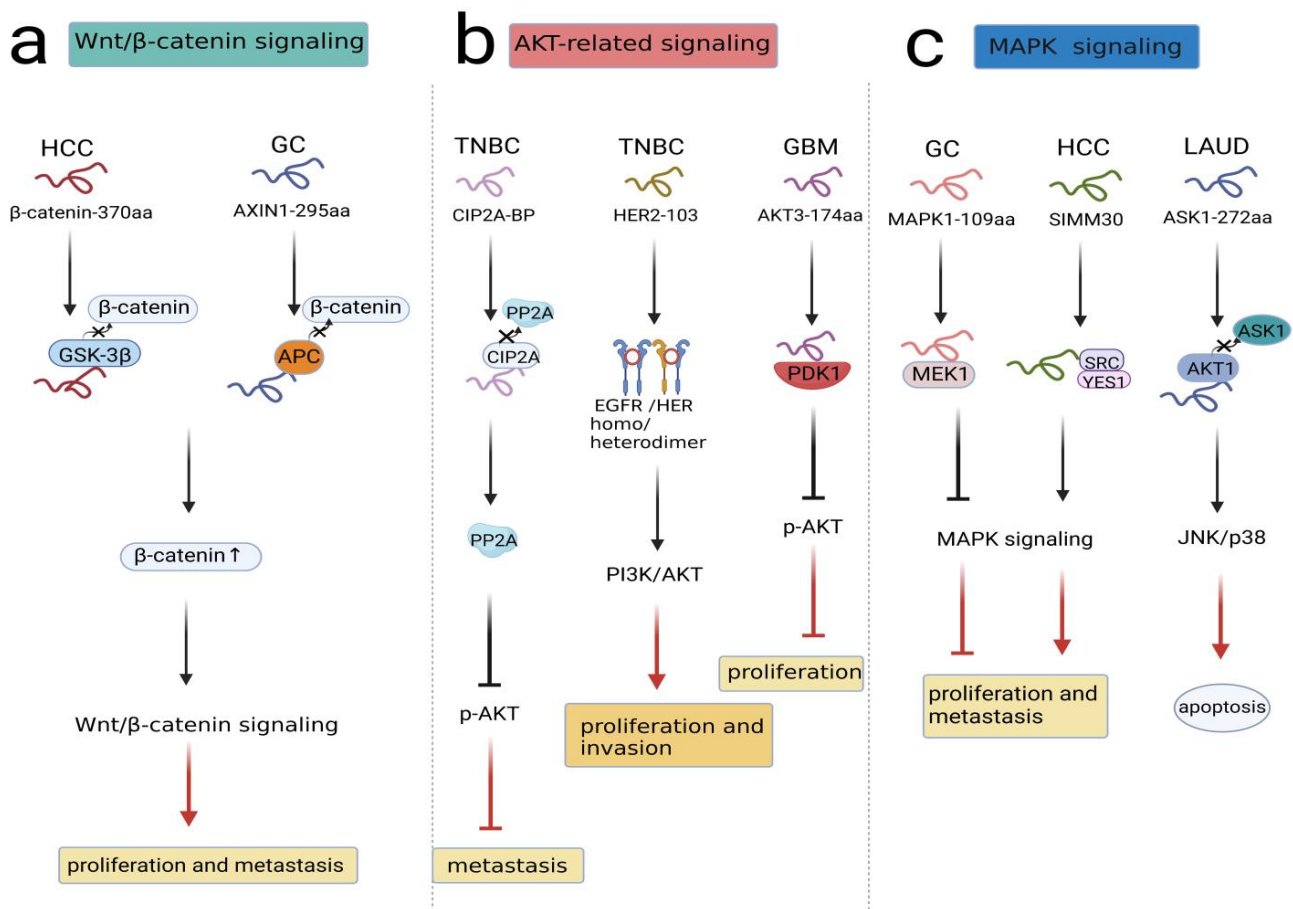 a
Wnt/β-catenin signaling
HCC
β-catenin-370aa
GC
AXIN1-295aa
β-catenin
GSK-3β
β-catenin
APC
β-catenin↑
Wnt/β-catenin signaling
proliferation and metastasis
b
AKT-related signaling
TNBC
CIP2A-BP
PP2A
CIP2A
PP2A
p-AKT
metastasis
TNBC
HER2-103
EGFR /HER
homo/
heterodimer
PI3K/AKT
proliferation and
invasion
GBM
AKT3-174aa
PDK1
p-AKT
proliferation
c
MAPK signaling
GC
MAPK1-109aa
MEK1
HCC
SIMM30
SRC
YES1
MAPK signaling
proliferation and
metastasis
LAUD
ASK1-272aa
ASK1
AKT1
JNK/p38
apoptosis